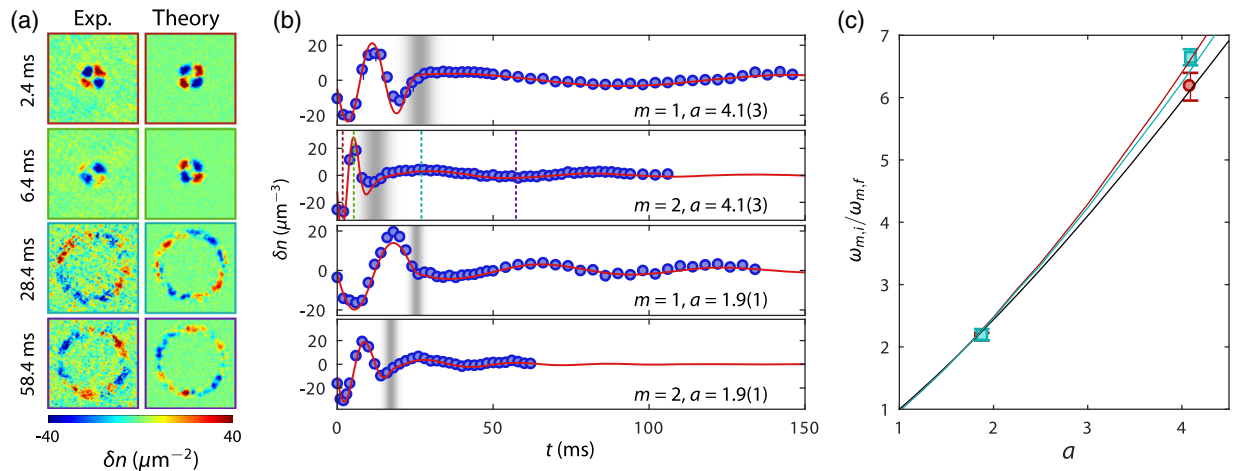 (a)
Exp.
Theory
2.4 ms
6.4 ms
28.4 ms
58.4 ms
-40
40
δn (μm⁻²)
(b)
δn (μm⁻³)
20
0
-20
m = 1, a = 4.1(3)
20
0
-20
m = 2, a = 4.1(3)
20
0
-20
m = 1, a = 1.9(1)
20
0
-20
m = 2, a = 1.9(1)
0
50
100
150
t (ms)
(c)
ωm,i/ωm,f
7
6
5
4
3
2
1
1
2
3
4
a